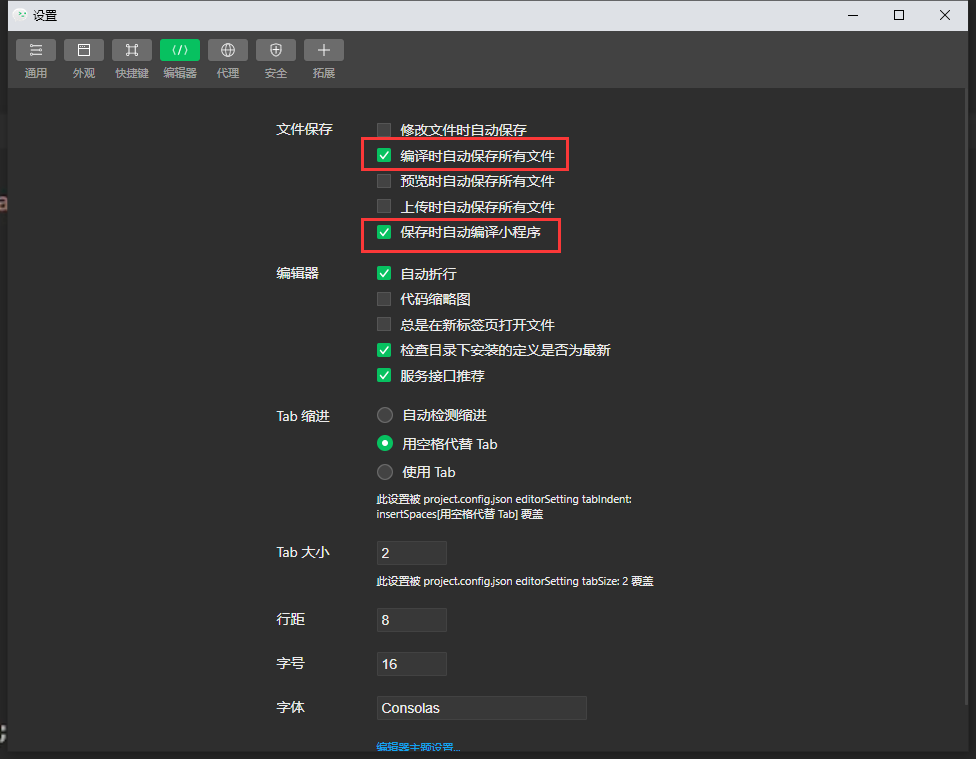 设置
通用
外观
快捷键
编辑器
代理
安全
拓展
文件保存
修改文件时自动保存
编译时自动保存所有文件
预览时自动保存所有文件
上传时自动保存所有文件
保存时自动编译小程序
编辑器
自动折行
代码缩略图
总是在新标签页打开文件
检查目录下安装的定义是否为最新
服务接口推荐
Tab 缩进
自动检测缩进
用空格代替 Tab
使用 Tab
此设置被 project.config.json editorSetting tabIndent:
insertSpaces[用空格代替 Tab] 覆盖
Tab 大小
2
此设置被 project.config.json editorSetting tabSize: 2 覆盖
行距
8
字号
16
字体
Consolas
编辑器主题设置...